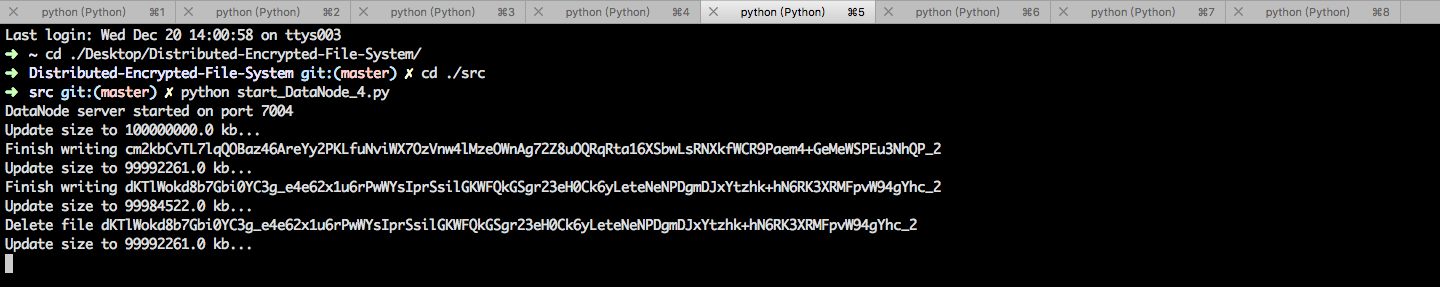 python (Python) ⌘1 python (Python) ⌘2 python (Python) ⌘3 python (Python) ⌘4 python (Python) ⌘5 python (Python) ⌘6 python (Python) ⌘7 python (Python) ⌘8
Last login: Wed Dec 20 14:00:58 on ttys003
➜ ~ cd ./Desktop/Distributed-Encrypted-File-System/
➜ Distributed-Encrypted-File-System git:(master) ✗ cd ./src
➜ src git:(master) ✗ python start_DataNode_4.py
DataNode server started on port 7004
Update size to 100000000.0 kb...
Finish writing cm2kbCvTL7lqQOBaz46AreYy2PKLfuNviWX7OzVnw4lMzeOWnAg72Z8uOQRqRta16XSbwLsRNXkfWCR9Paem4+GeMeWSPEu3NhQP_2
Update size to 99992261.0 kb...
Finish writing dKTlWokd8b7Gbi0YC3g_e4e62x1u6rPwWYsIprSsilGKWFQkGSgr23eH0Ck6yLeteNeNPDgmDJxYtzhk+hN6RK3XRMFpvW94gYhc_2
Update size to 99984522.0 kb...
Delete file dKTlWokd8b7Gbi0YC3g_e4e62x1u6rPwWYsIprSsilGKWFQkGSgr23eH0Ck6yLeteNeNPDgmDJxYtzhk+hN6RK3XRMFpvW94gYhc_2
Update size to 99992261.0 kb...